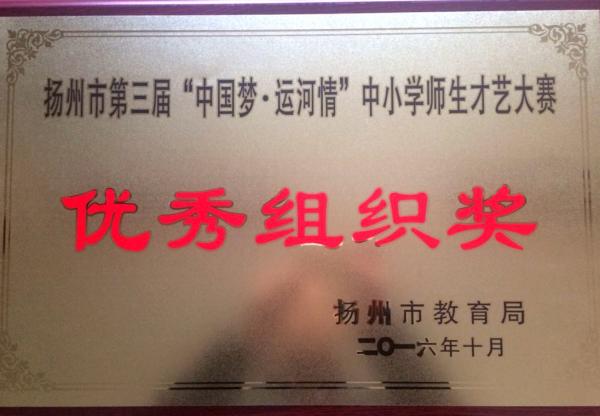 扬州市第三届“中国梦·运河情”中小学师生才艺大赛
优秀组织奖
扬州市教育局
二〇一六年十月